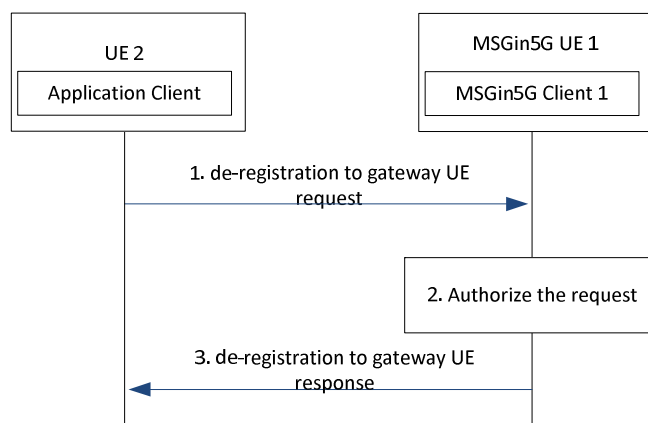 UE 2
Application Client
MSGin5G UE 1
MSGin5G Client 1
1. de-registration to gateway UE
request
2. Authorize the request
3. de-registration to gateway UE
response